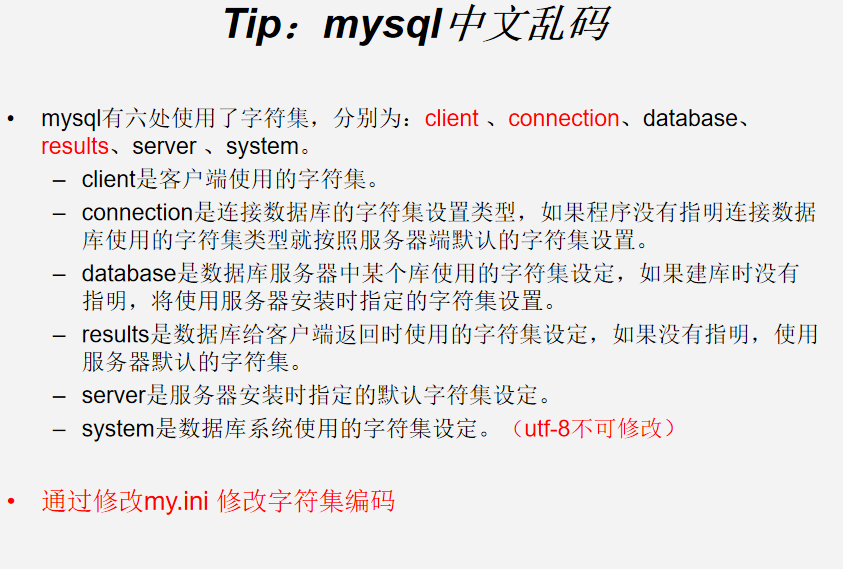 Tip：mysql中文乱码
• mysql有六处使用了字符集，分别为：client 、connection、database、
results、server 、system。
– client是客户端使用的字符集。
– connection是连接数据库的字符集设置类型，如果程序没有指明连接数据
库使用的字符集类型就按照服务器端默认的字符集设置。
– database是数据库服务器中某个库使用的字符集设定，如果建库时没有
指明，将使用服务器安装时指定的字符集设置。
– results是数据库给客户端返回时使用的字符集设定，如果没有指明，使用
服务器默认的字符集。
– server是服务器安装时指定的默认字符集设定。
– system是数据库系统使用的字符集设定。（utf-8不可修改）
• 通过修改my.ini 修改字符集编码